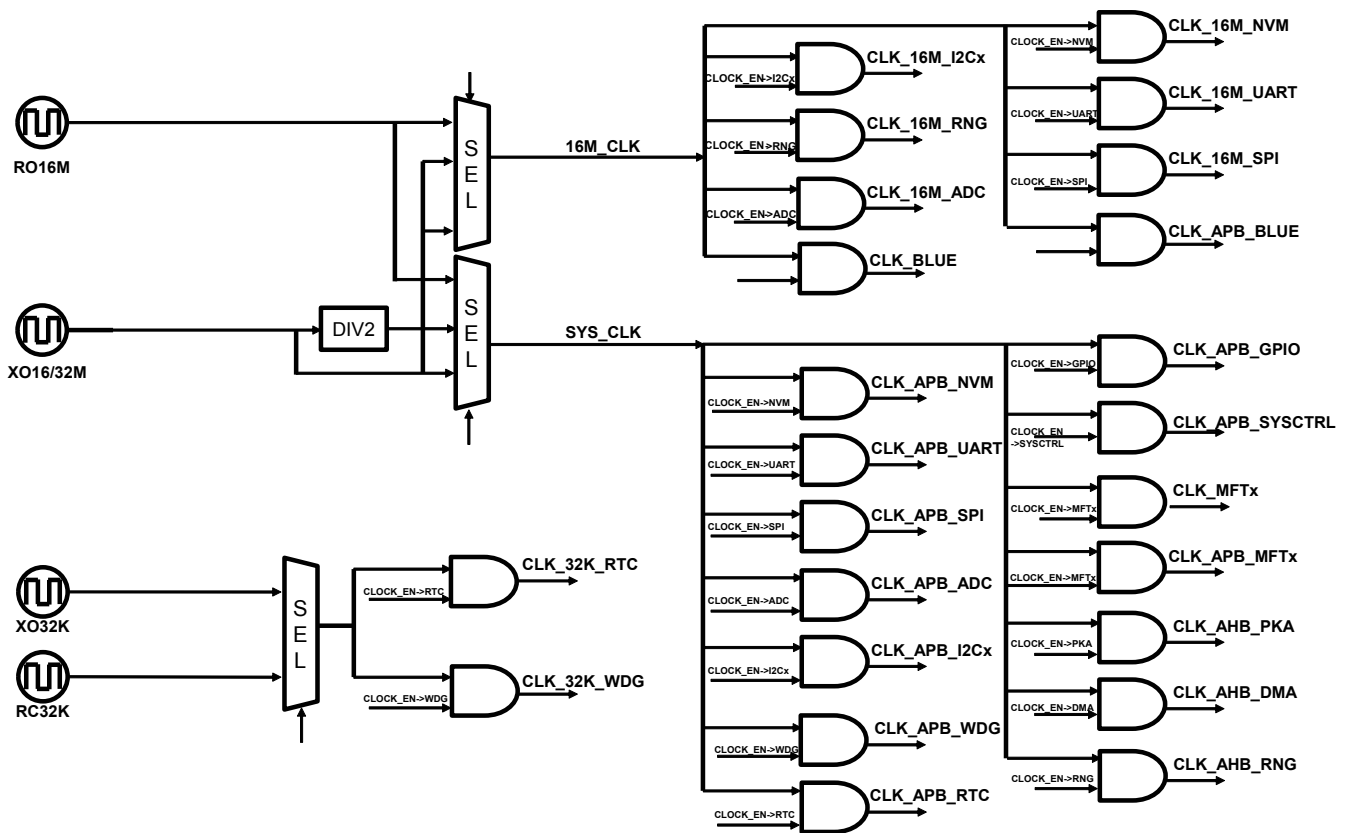 RO16M
XO16/32M
DIV2
SEL
SEL
16M_CLK
SYS_CLK
CLOCK_EN->I2Cx
CLK_16M_I2Cx
CLOCK_EN->RNG
CLK_16M_RNG
CLOCK_EN->ADC
CLK_16M_ADC
CLK_BLUE
CLOCK_EN->NVM
CLK_16M_NVM
CLOCK_EN->UART
CLK_16M_UART
CLOCK_EN->SPI
CLK_16M_SPI
CLK_APB_BLUE
CLOCK_EN->NVM
CLK_APB_NVM
CLOCK_EN->UART
CLK_APB_UART
CLOCK_EN->SPI
CLK_APB_SPI
CLOCK_EN->ADC
CLK_APB_ADC
CLOCK_EN->I2Cx
CLK_APB_I2Cx
CLOCK_EN->WDG
CLK_APB_WDG
CLOCK_EN->RTC
CLK_APB_RTC
CLOCK_EN->GPIO
CLK_APB_GPIO
CLOCK_EN
->SYSCTRL
CLK_APB_SYSCTRL
CLOCK_EN->MFTx
CLK_MFTx
CLOCK_EN->MFTx
CLK_APB_MFTx
CLOCK_EN->PKA
CLK_AHB_PKA
CLOCK_EN->DMA
CLK_AHB_DMA
CLOCK_EN->RNG
CLK_AHB_RNG
XO32K
RC32K
SEL
CLOCK_EN->RTC
CLK_32K_RTC
CLOCK_EN->WDG
CLK_32K_WDG